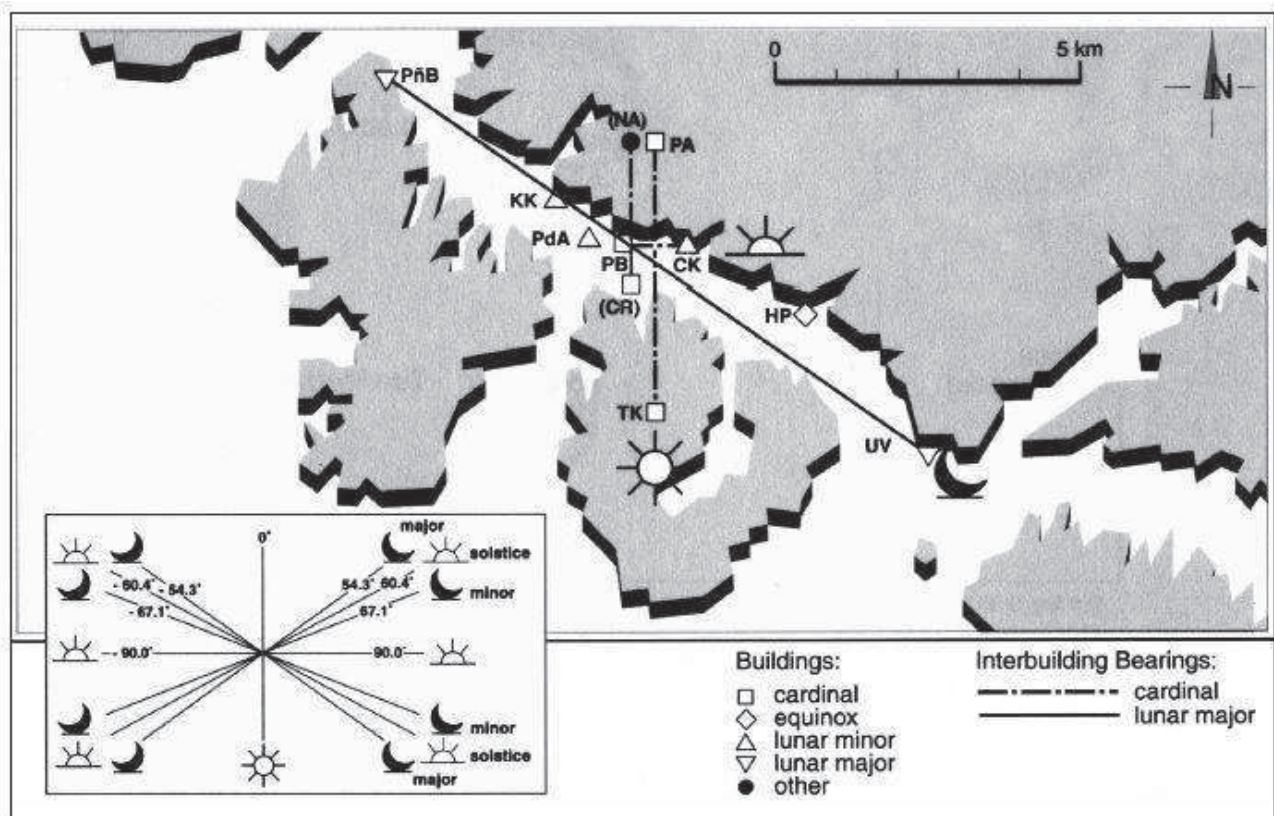 0 5 km
N
PñB
(NA) PA
KK
PdA
PB CK
(CR)
HP
TK
UV
major
0°
solstice
- 60.4° - 54.3° 54.3° 60.4°
minor
- 67.1° 67.1°
- 90.0° 90.0°
minor
solstice
major
Buildings:
cardinal
equinox
lunar minor
lunar major
other
Interbuilding Bearings:
cardinal
lunar major